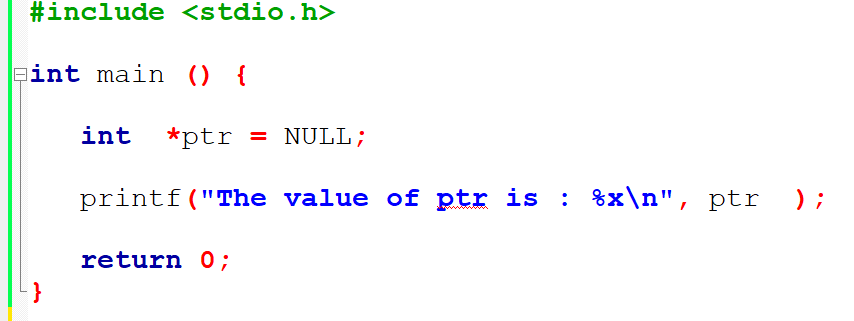 #include <stdio.h>
int main () {
int *ptr = NULL;
printf("The value of ptr is : %x\n", ptr );
return 0;
}